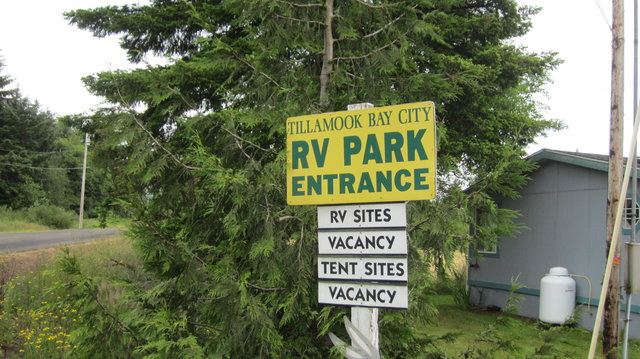 TILLAMOOK BAY CITY
RV PARK
ENTRANCE
RV SITES
VACANCY
TENT SITES
VACANCY